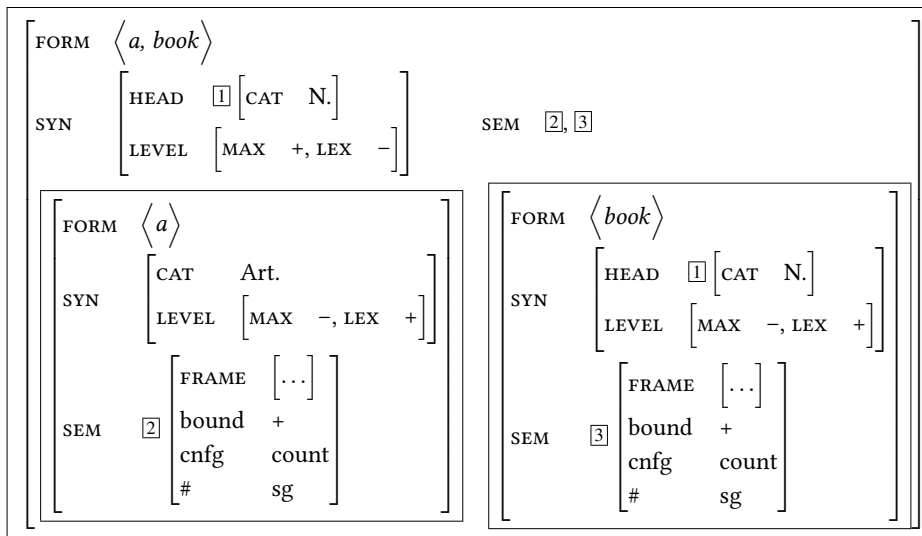 FORM ⟨a, book⟩
SYN
HEAD 1 [CAT N.]
LEVEL [MAX +, LEX −]
SEM 2, 3
FORM ⟨a⟩
SYN
CAT Art.
LEVEL [MAX −, LEX +]
SEM 2
FRAME [...]
bound +
cnfg count
# sg
FORM ⟨book⟩
SYN
HEAD 1 [CAT N.]
LEVEL [MAX −, LEX +]
SEM 3
FRAME [...]
bound +
cnfg count
# sg